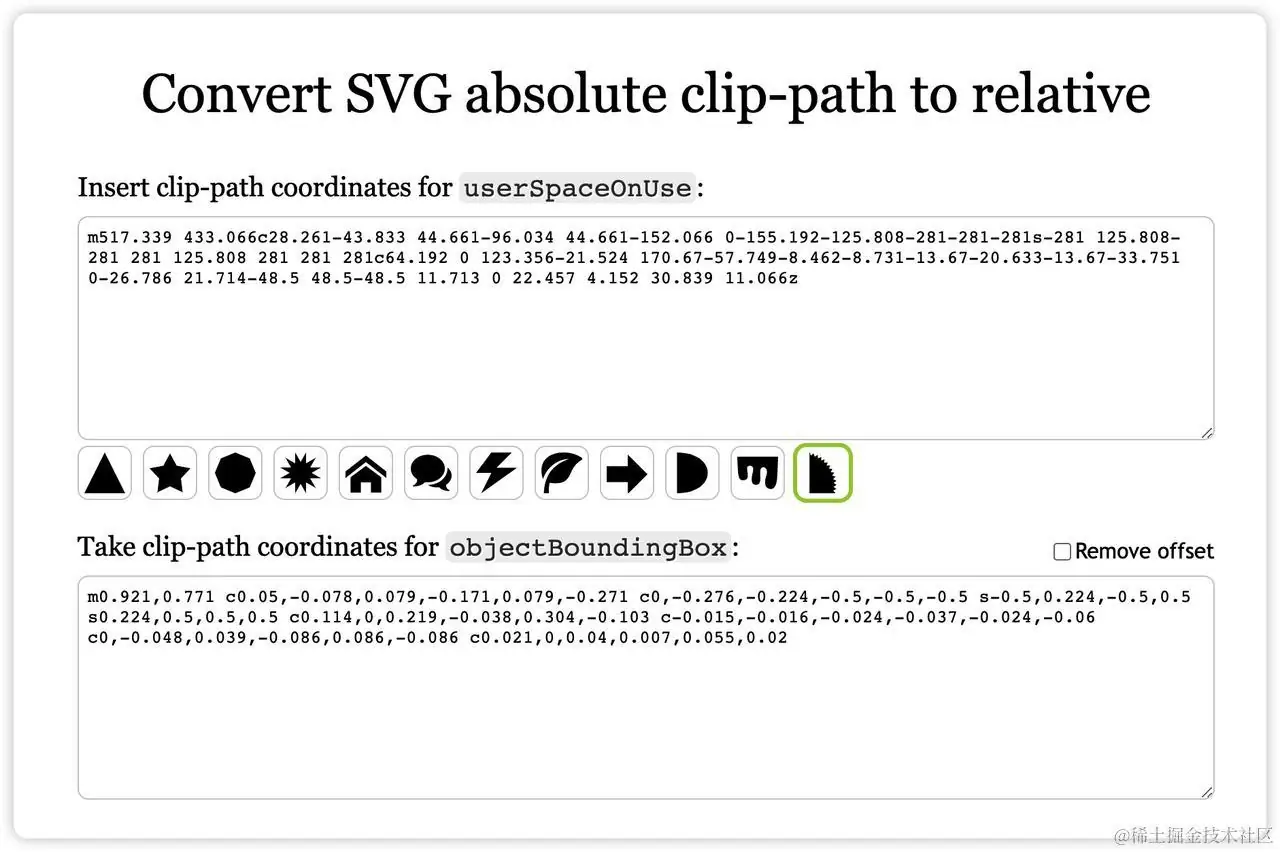 Convert SVG absolute clip-path to relative
Insert clip-path coordinates for userSpaceOnUse:
m517.339 433.066c28.261-43.833 44.661-96.034 44.661-152.066 0-155.192-125.808-281-281-281s-281 125.808-
281 281 125.808 281 281 281c64.192 0 123.356-21.524 170.67-57.749-8.462-8.731-13.67-20.633-13.67-33.751
0-26.786 21.714-48.5 48.5-48.5 11.713 0 22.457 4.152 30.839 11.066z
Take clip-path coordinates for objectBoundingBox:
Remove offset
m0.921,0.771 c0.05,-0.078,0.079,-0.171,0.079,-0.271 c0,-0.276,-0.224,-0.5,-0.5,-0.5 s-0.5,0.224,-0.5,0.5
s0.224,0.5,0.5,0.5 c0.114,0,0.219,-0.038,0.304,-0.103 c-0.015,-0.016,-0.024,-0.037,-0.024,-0.06
c0,-0.048,0.039,-0.086,0.086,-0.086 c0.021,0,0.04,0.007,0.055,0.02
@稀土掘金技术社区